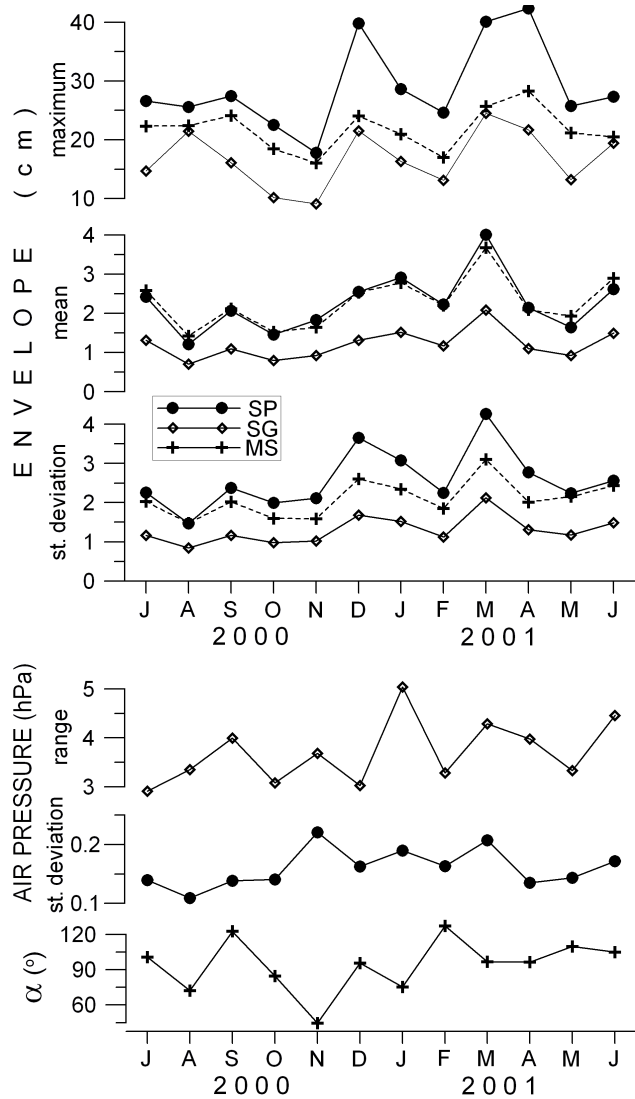 ENVELOPE (cm)
maximum
40
30
20
10
mean
4
3
2
1
0
SP
SG
MS
st. deviation
4
3
2
1
0
J A S O N D J F M A M J
2000 2001
AIR PRESSURE (hPa)
range
5
4
3
st. deviation
0.2
0.1
α (º)
120
90
60
J A S O N D J F M A M J
2000 2001